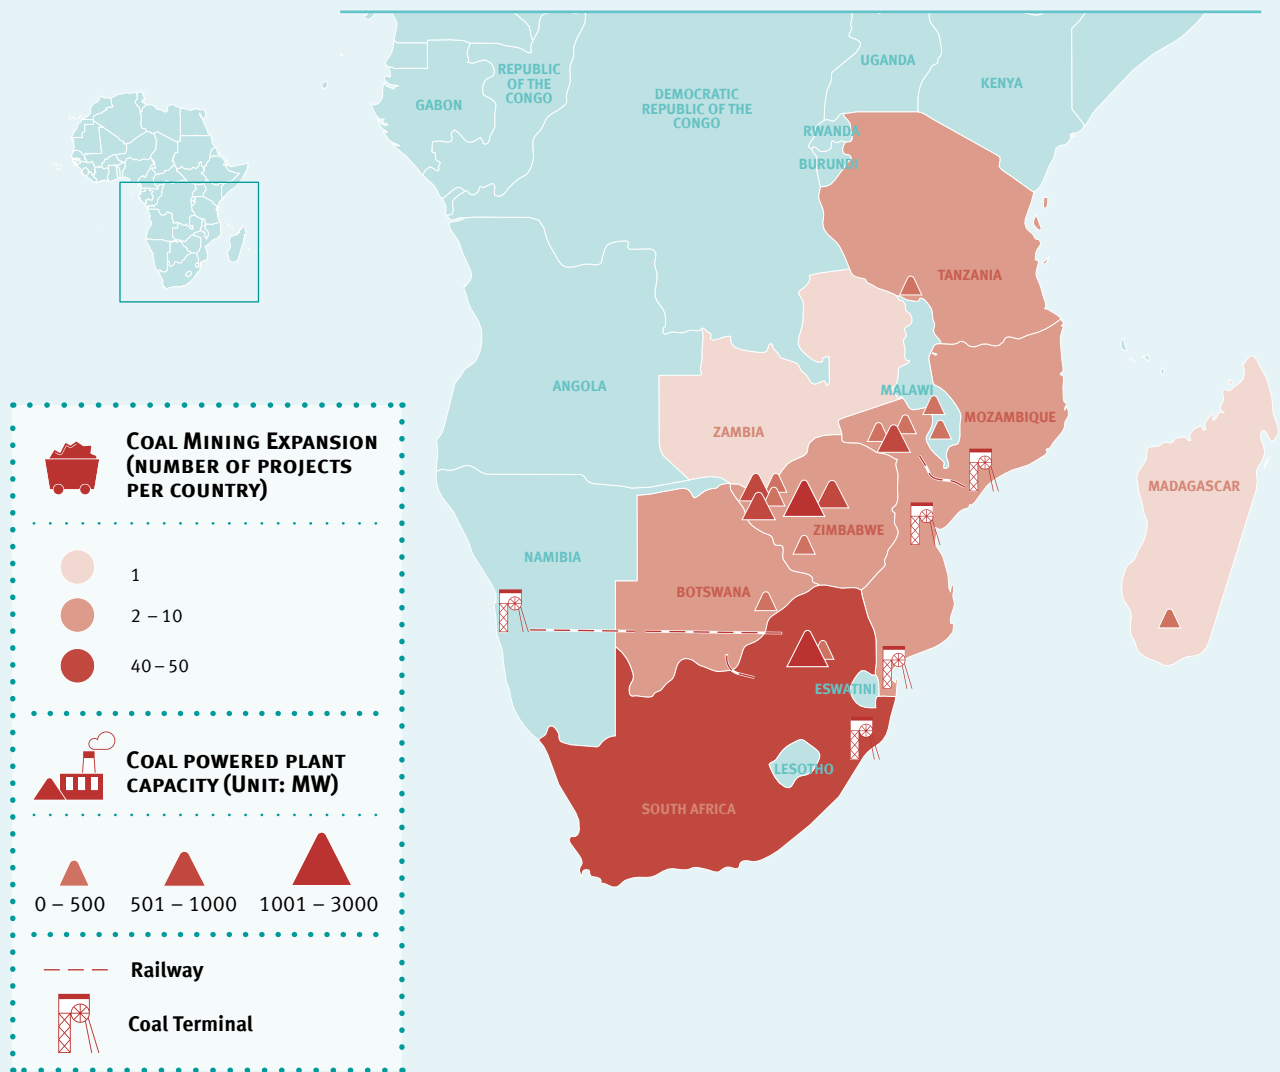 UGANDA
REPUBLIC
OF THE
CONGO
KENYA
DEMOCRATIC
REPUBLIC OF THE
CONGO
GABON
RWANDA
BURUNDI
TANZANIA
ANGOLA
MALAWI
MOZAMBIQUE
ZAMBIA
MADAGASCAR
ZIMBABWE
NAMIBIA
BOTSWANA
ESWATINI
LESOTHO
SOUTH AFRICA
COAL MINING EXPANSION
(NUMBER OF PROJECTS
PER COUNTRY)
1
2 – 10
40 – 50
COAL POWERED PLANT
CAPACITY (UNIT: MW)
0 – 500 501 – 1000 1001 – 3000
Railway
Coal Terminal